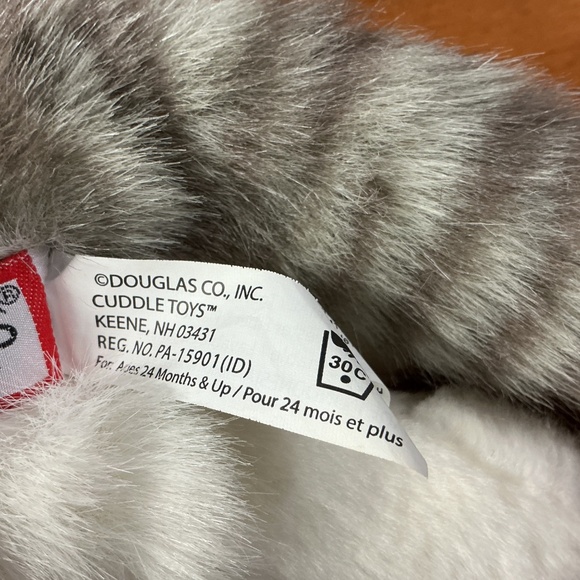 ©DOUGLAS CO., INC.
CUDDLE TOYS™
KEENE, NH 03431
REG. NO. PA-15901(ID)
For Ages 24 Months & Up / Pour 24 mois et plus
30C
®
O